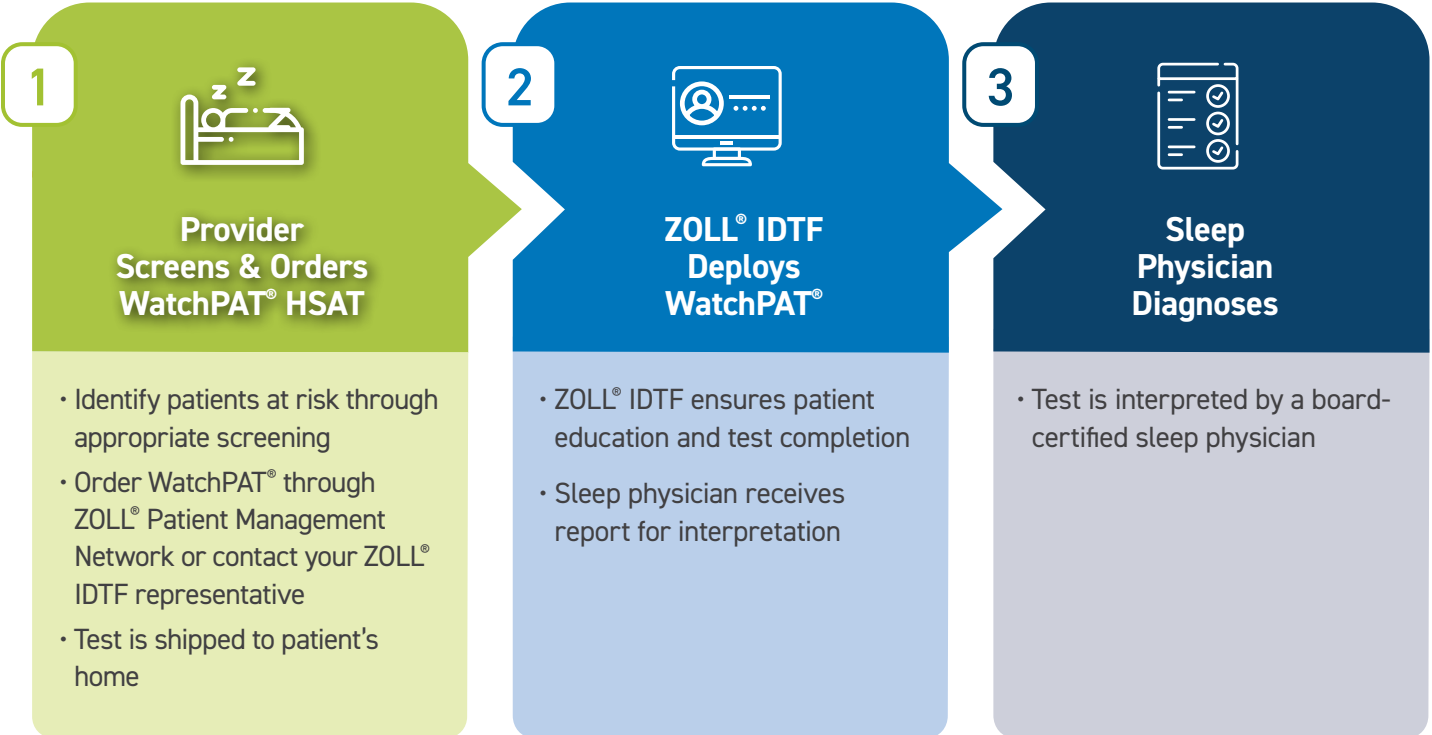 1
z z
Provider
Screens & Orders
WatchPAT® HSAT
· Identify patients at risk through
appropriate screening
· Order WatchPAT® through
ZOLL® Patient Management
Network or contact your ZOLL®
IDTF representative
· Test is shipped to patient’s
home
2
ZOLL® IDTF
Deploys
WatchPAT®
· ZOLL® IDTF ensures patient
education and test completion
· Sleep physician receives
report for interpretation
3
Sleep
Physician
Diagnoses
· Test is interpreted by a board-
certified sleep physician